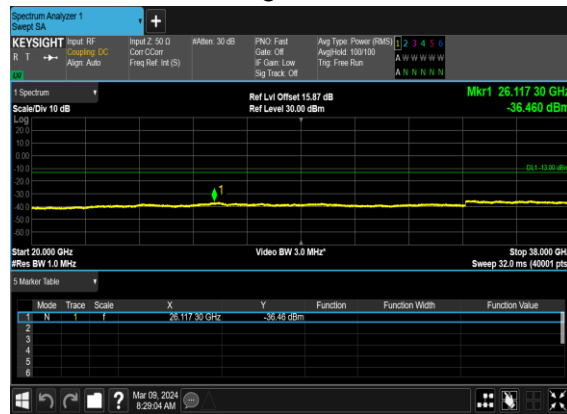 Spectrum Analyzer 1
Swept SA
KEYSIGHT Input: RF Input Z: 50 Ω #Atten: 30 dB PNO: Fast Avg Type: Power (RMS) 1 2 3 4 5 6
R T Coupling: DC Corr CCorr Gate: Off Avg|Hold: 100/100 A W W W W W
Align: Auto Freq Ref: Int (S) IF Gain: Low Trig: Free Run
Sig Track: Off A N N N N N
1 Spectrum Ref Lvl Offset 15.87 dB Mkr1 26.117 30 GHz
Scale/Div 10 dB Ref Level 30.00 dBm -36.460 dBm
Log
20.0
10.0
0.00
-10.0 DL1 -13.00 dBm
-20.0
-30.0 1
-40.0
-50.0
-60.0
Start 20.000 GHz Video BW 3.0 MHz* Stop 38.000 GHz
#Res BW 1.0 MHz Sweep 32.0 ms (40001 pts)
5 Marker Table
Mode Trace Scale X Y Function Function Width Function Value
1 N 1 f 26.117 30 GHz -36.46 dBm
2
3
4
5
6
? Mar 09, 2024
8:29:04 AM